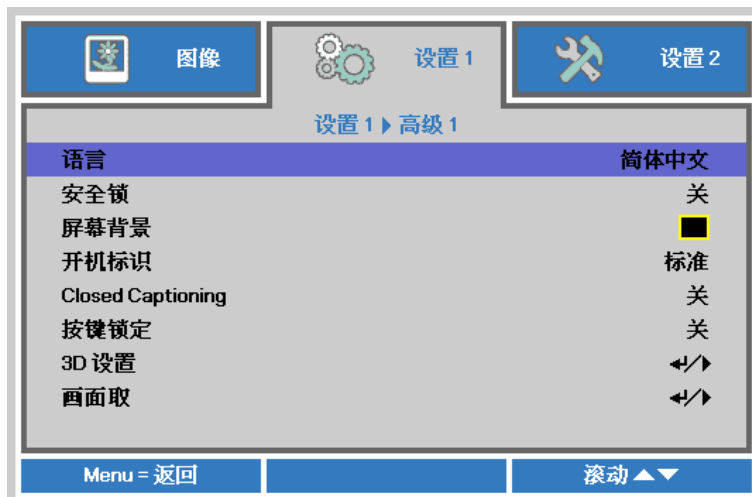 图像 设置 1 设置 2
设置 1 高级 1
语言 简体中文
安全锁 关
屏幕背景
开机标识 标准
Closed Captioning 关
按键锁定 关
3D 设置
画面取
Menu = 返回 滚动